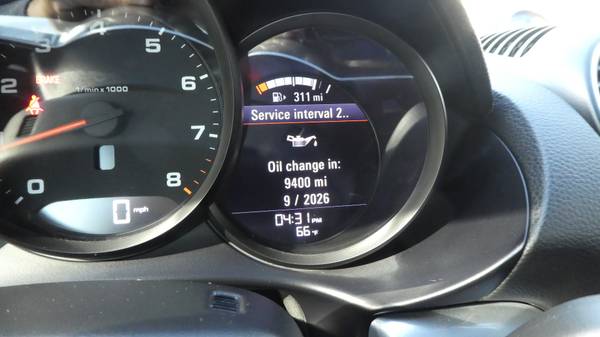 2
3
4
5
6
7
8
0
BRAKE
1/min x 1000
0 mph
311 mi
Service interval 2..
Oil change in:
9400 mi
9 / 2026
04:31 PM
66 °F